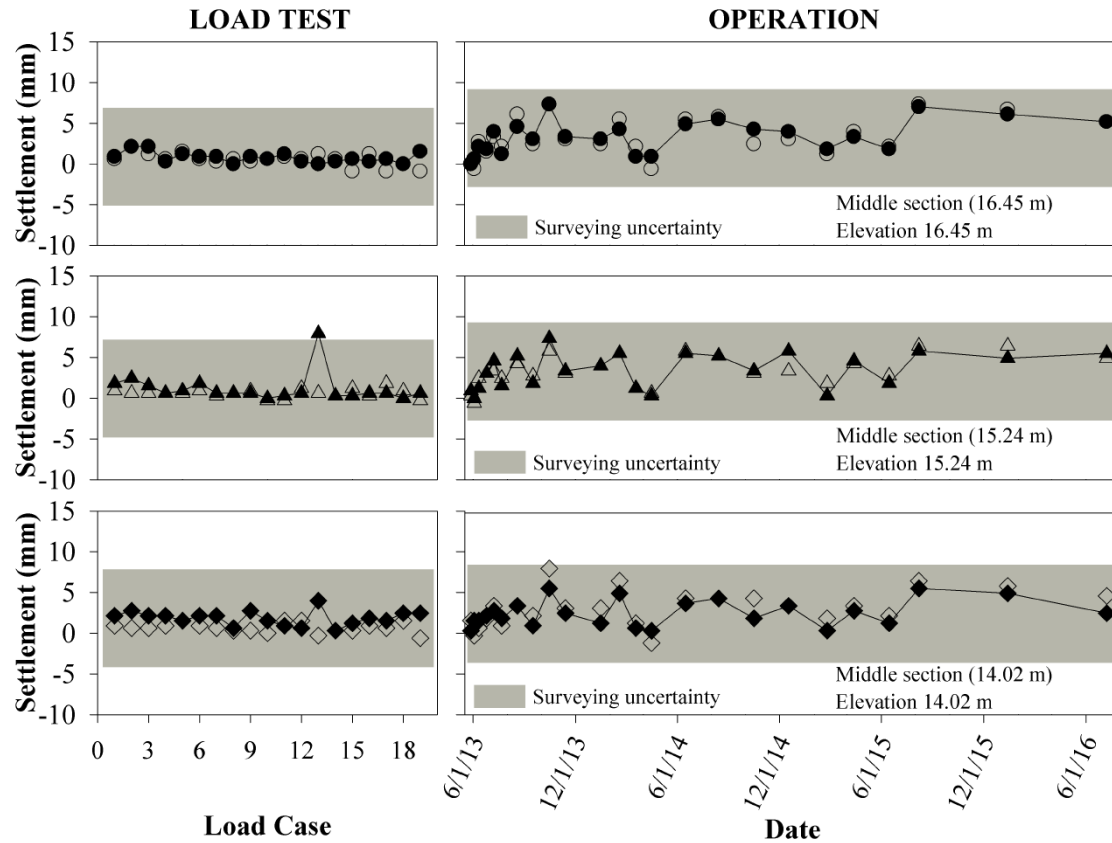 LOAD TEST
OPERATION
Settlement (mm)
15
10
5
0
-5
-10
Surveying uncertainty
Middle section (16.45 m)
Elevation 16.45 m
Settlement (mm)
15
10
5
0
-5
-10
Surveying uncertainty
Middle section (15.24 m)
Elevation 15.24 m
Settlement (mm)
15
10
5
0
-5
-10
Surveying uncertainty
Middle section (14.02 m)
Elevation 14.02 m
0 3 6 9 12 15 18
6/1/13 12/1/13 6/1/14 12/1/14 6/1/15 12/1/15 6/1/16
Load Case
Date